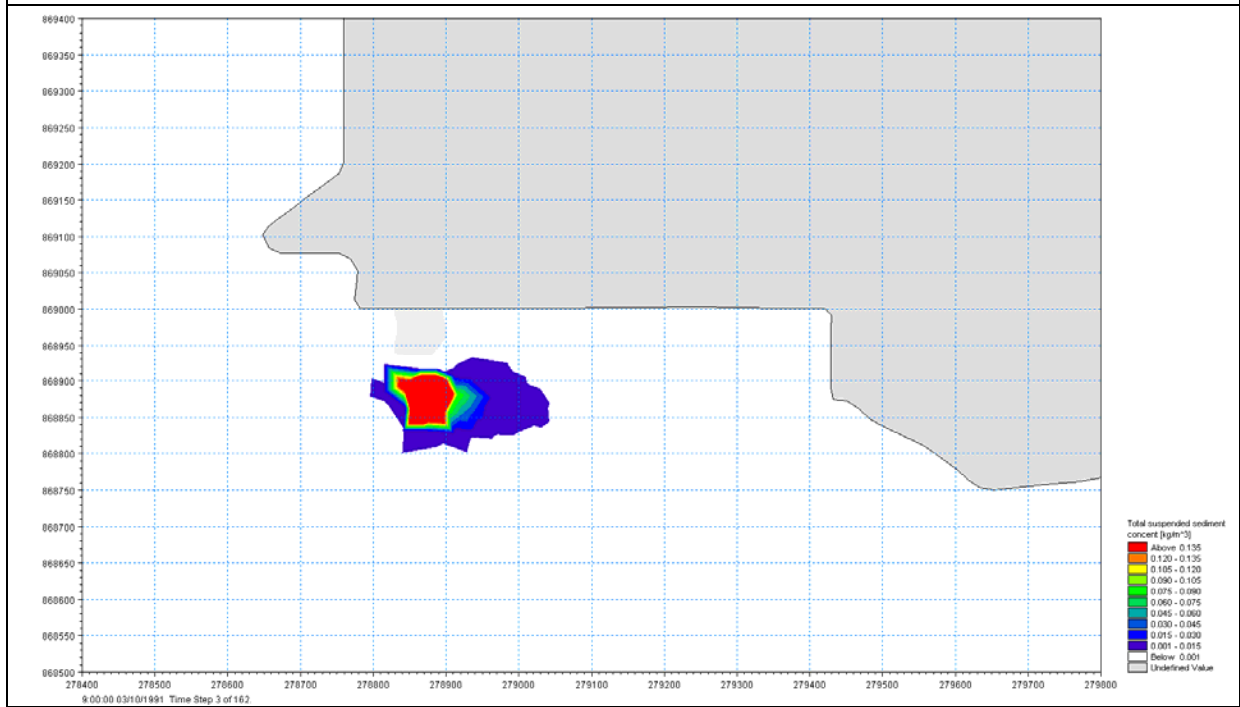 869400
869350
869300
869250
869200
869150
869100
869050
869000
868950
868900
868850
868800
868750
868700
868650
868600
868550
868500
278400 278500 278600 278700 278800 278900 279000 279100 279200 279300 279400 279500 279600 279700 279800
9:00:00 03/10/1991 Time Step 3 of 162.
Total suspended sediment
concent [kg/m^3]
Above 0.135
0.120 - 0.135
0.105 - 0.120
0.090 - 0.105
0.075 - 0.090
0.060 - 0.075
0.045 - 0.060
0.030 - 0.045
0.015 - 0.030
0.001 - 0.015
Below 0.001
Undefined Value